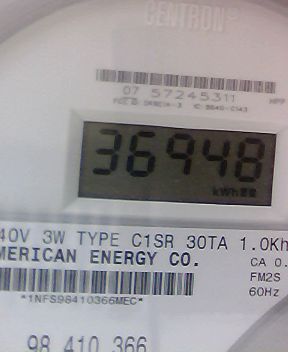 CENTRON®
07 57245311
36948
kWh
40V 3W TYPE C1SR 30TA 1.0Kh
MERICAN ENERGY CO.
CA 0.
FM2S
60Hz
*1NFS98410366MEC*
98 410 366